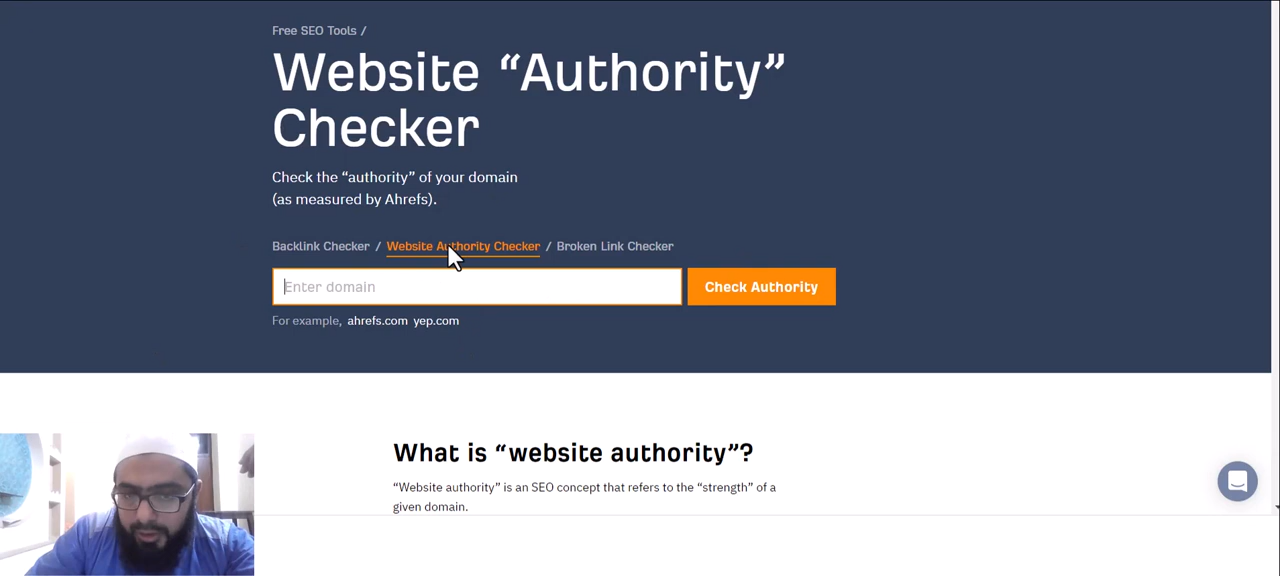 Free SEO Tools /
Website “Authority”
Checker
Check the “authority” of your domain
(as measured by Ahrefs).
Backlink Checker / Website Authority Checker / Broken Link Checker
Enter domain
Check Authority
For example, ahrefs.com yep.com
What is “website authority”?
“Website authority” is an SEO concept that refers to the “strength” of a
given domain.